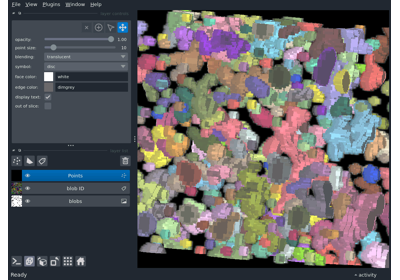 File View Plugins Window Help
opacity: 1.00
point size: 10
blending: translucent
symbol: disc
face color: white
edge color: dimgrey
display text:
out of slice:
Points
blob ID
blobs
Ready
activity